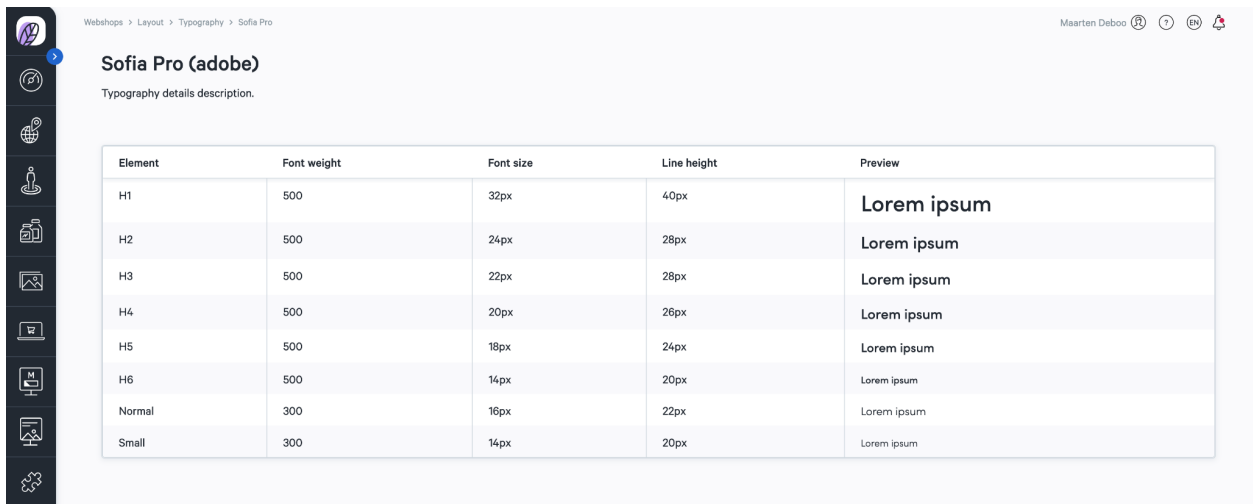 Webshops > Layout > Typography > Sofia Pro
Maarten Deboo ? EN
Sofia Pro (adobe)
Typography details description.
Element Font weight Font size Line height Preview
H1 500 32px 40px Lorem ipsum
H2 500 24px 28px Lorem ipsum
H3 500 22px 28px Lorem ipsum
H4 500 20px 26px Lorem ipsum
H5 500 18px 24px Lorem ipsum
H6 500 14px 20px Lorem ipsum
Normal 300 16px 22px Lorem ipsum
Small 300 14px 20px Lorem ipsum
M